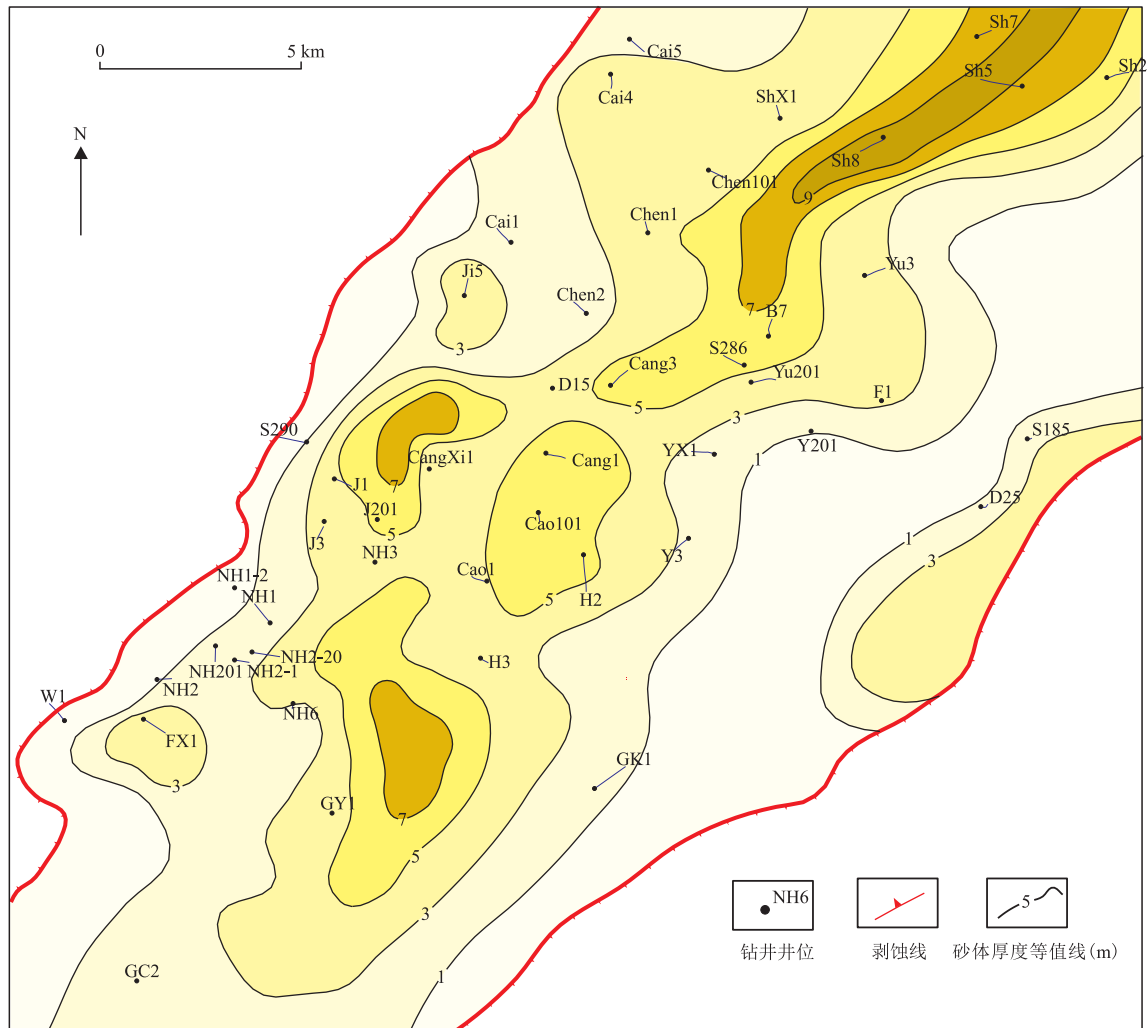 Sh7
0 5 km
Cai5
Sh2
Sh5
Cai4
ShX1
N
Sh8
Chen101
9
Chen1
Cai1
Yu3
Ji5
Chen2
7
B7
3
S286
Cang3
D15
Yu201
F1
5
3
S290
S185
Y201
CangXi1
Cang1
YX1
1
J1
7
D25
J201
Cao101
5
1
J3
Y3
NH3
3
Cao1
NH1-2
5
H2
NH1
NH2-20
H3
NH201
NH2-1
NH2
W1
NH6
FX1
GK1
3
GY1
7
5
NH6
5
3
钻井井位
剥蚀线
砂体厚度等值线(m)
GC2
1